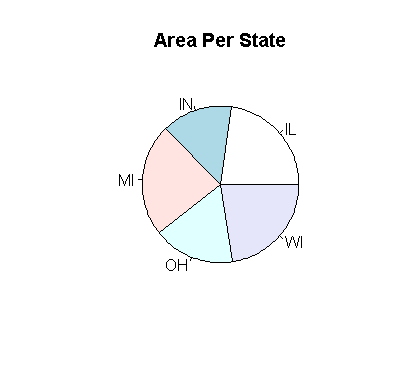 Area Per State
IN
IL
MI
OH
WI